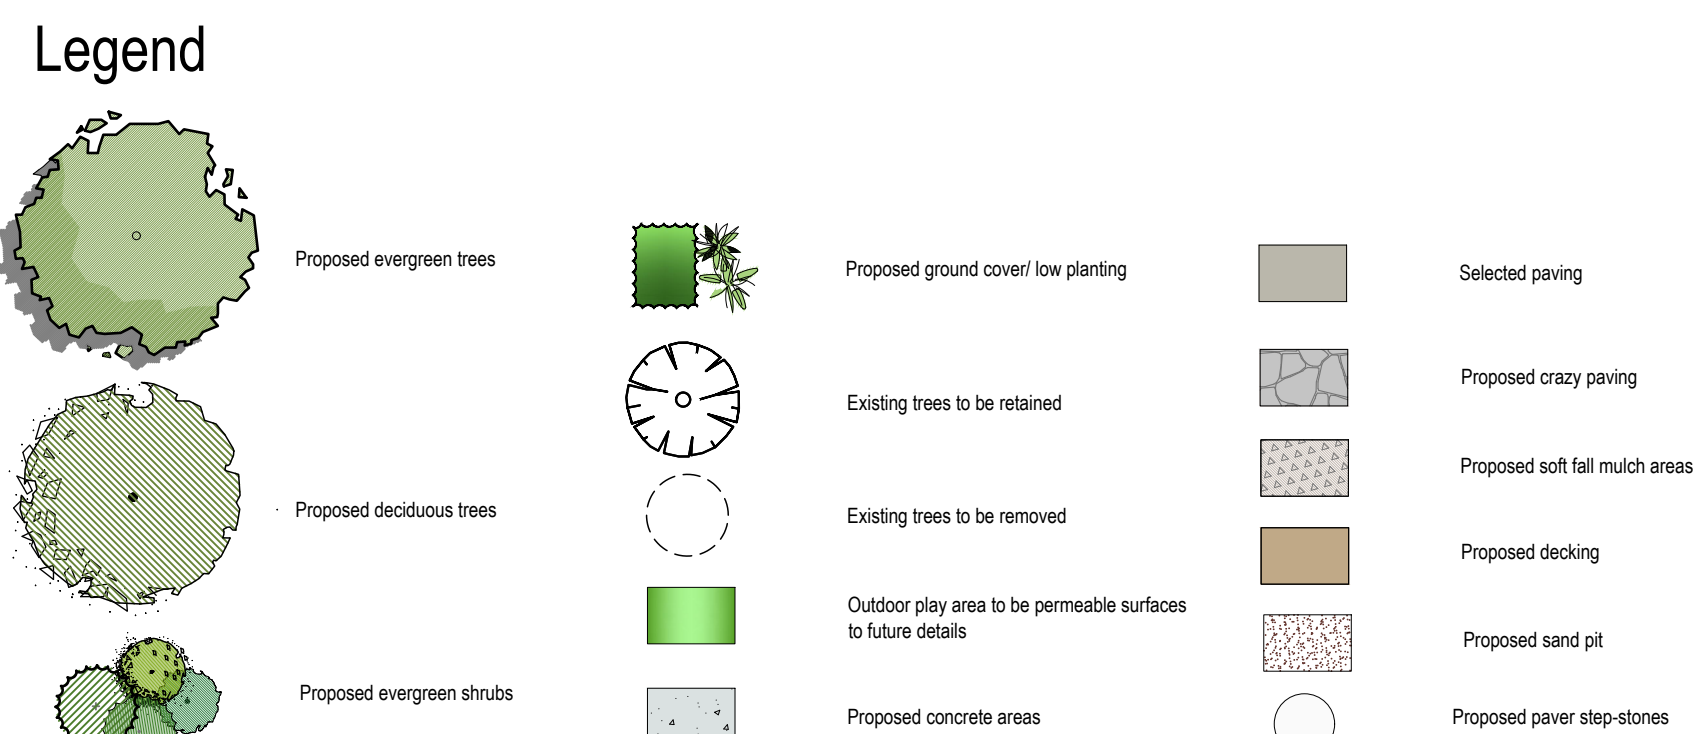 Legend
Proposed evergreen trees
Proposed deciduous trees
Proposed evergreen shrubs
Proposed ground cover/ low planting
Existing trees to be retained
Existing trees to be removed
Outdoor play area to be permeable surfaces
to future details
Proposed concrete areas
Selected paving
Proposed crazy paving
Proposed soft fall mulch areas
Proposed decking
Proposed sand pit
Proposed paver step-stones